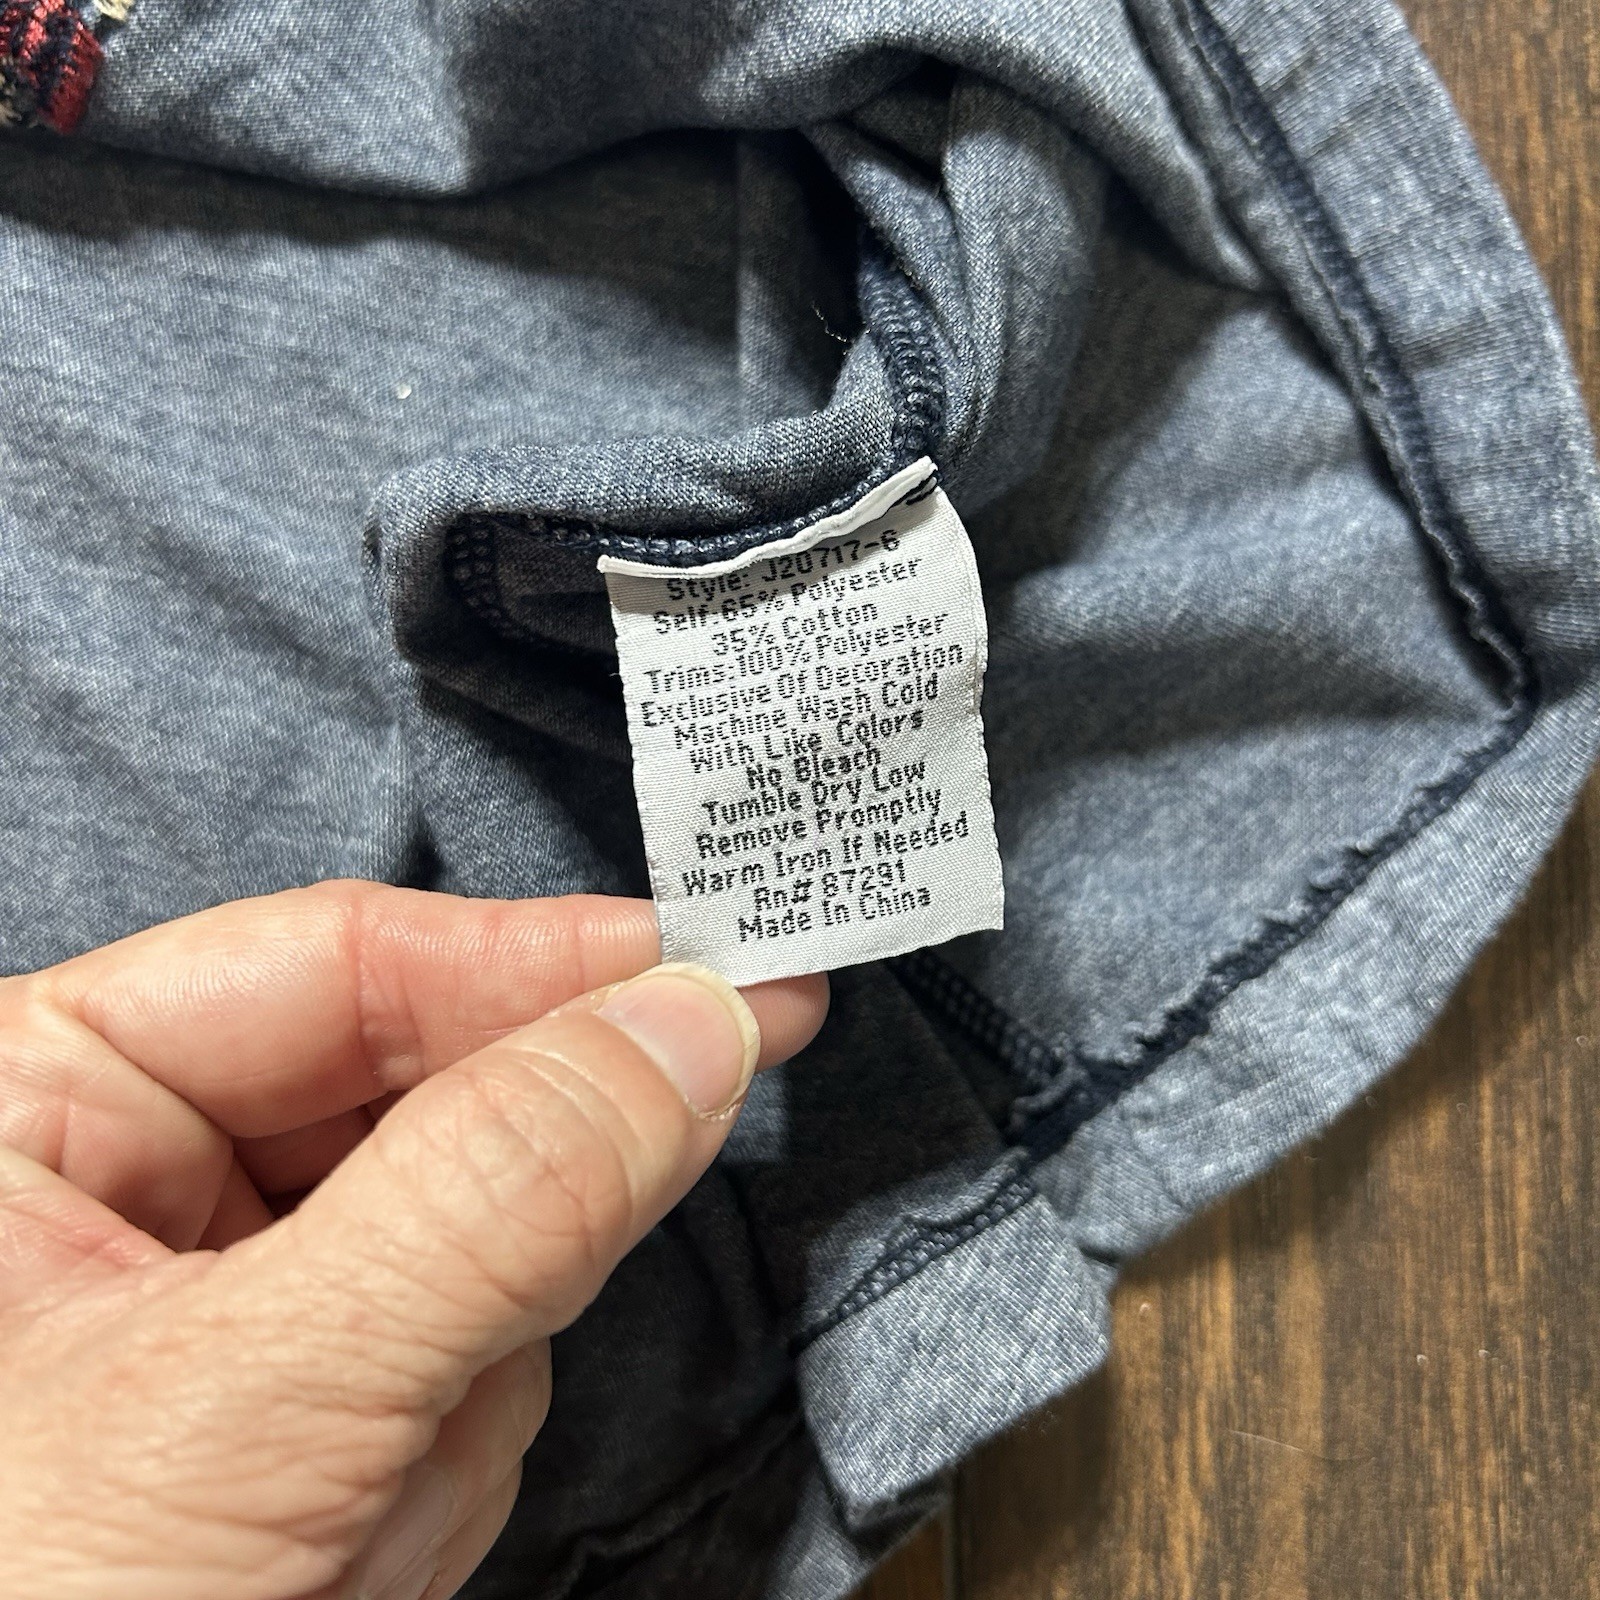 Style: J20717-6
Self:65% Polyester
35% Cotton
Trims:100% Polyester
Exclusive Of Decoration
Machine Wash Cold
With Like Colors
No Bleach
Tumble Dry Low
Remove Promptly
Warm Iron If Needed
Rn# 87291
Made In China